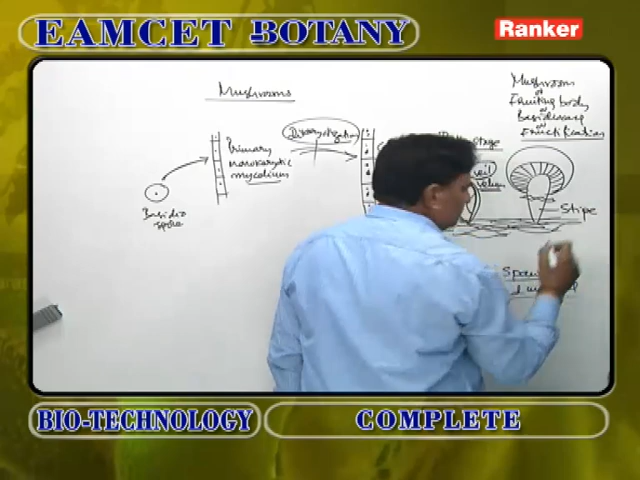 EAMCET BOTANY
Ranker
Mushrooms
Mushroom
or
Fruiting body
or
or
Fructification
Dicaryotization
Primary
monokaryotic
mycelium
Basidio
spore
Stipe
BIO-TECHNOLOGY
COMPLETE